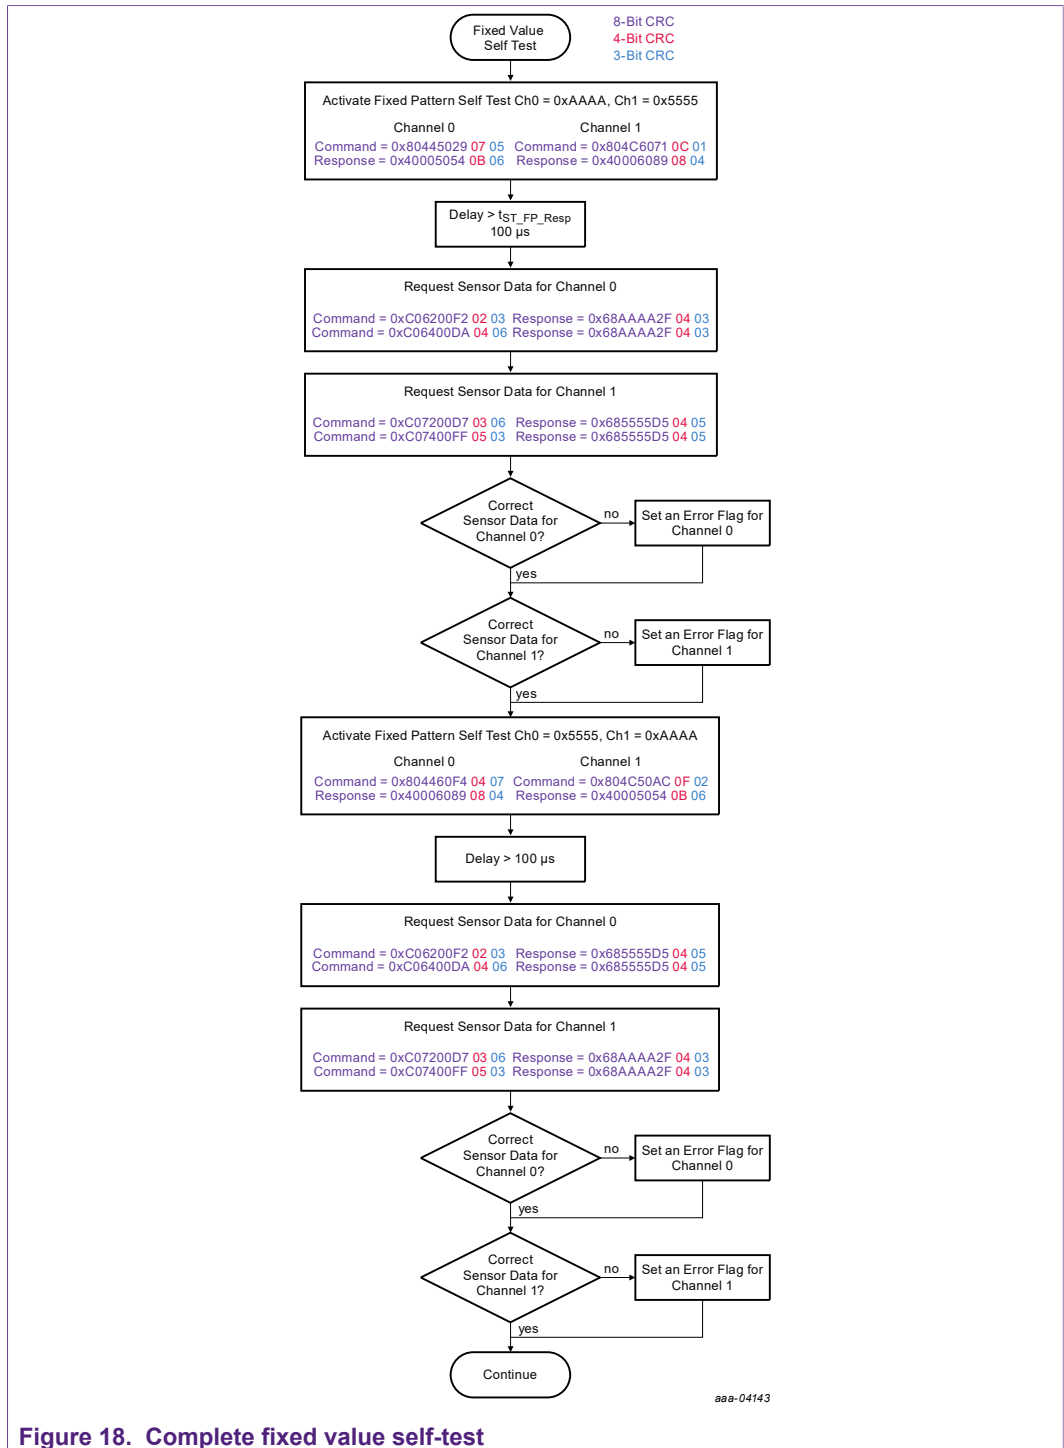 Fixed Value
Self Test
8-Bit CRC
4-Bit CRC
3-Bit CRC
Activate Fixed Pattern Self Test Ch0 = 0xAAAA, Ch1 = 0x5555
Channel 0 Channel 1
Command = 0x80445029 07 05 Command = 0x804C6071 0C 01
Response = 0x40005054 0B 06 Response = 0x40006089 08 04
Delay > tST_FP_Resp
100 µs
Request Sensor Data for Channel 0
Command = 0xC06200F2 02 03 Response = 0x68AAAA2F 04 03
Command = 0xC06400DA 04 06 Response = 0x68AAAA2F 04 03
Request Sensor Data for Channel 1
Command = 0xC07200D7 03 06 Response = 0x685555D5 04 05
Command = 0xC07400FF 05 03 Response = 0x685555D5 04 05
Correct
Sensor Data for
Channel 0?
no
Set an Error Flag for
Channel 0
yes
Correct
Sensor Data for
Channel 1?
no
Set an Error Flag for
Channel 1
yes
Activate Fixed Pattern Self Test Ch0 = 0x5555, Ch1 = 0xAAAA
Channel 0 Channel 1
Command = 0x804460F4 04 07 Command = 0x804C50AC 0F 02
Response = 0x40006089 08 04 Response = 0x40005054 0B 06
Delay > 100 µs
Request Sensor Data for Channel 0
Command = 0xC06200F2 02 03 Response = 0x685555D5 04 05
Command = 0xC06400DA 04 06 Response = 0x685555D5 04 05
Request Sensor Data for Channel 1
Command = 0xC07200D7 03 06 Response = 0x68AAAA2F 04 03
Command = 0xC07400FF 05 03 Response = 0x68AAAA2F 04 03
Correct
Sensor Data for
Channel 0?
no
Set an Error Flag for
Channel 0
yes
Correct
Sensor Data for
Channel 1?
no
Set an Error Flag for
Channel 1
yes
Continue
aaa-04143
Figure 18. Complete fixed value self-test